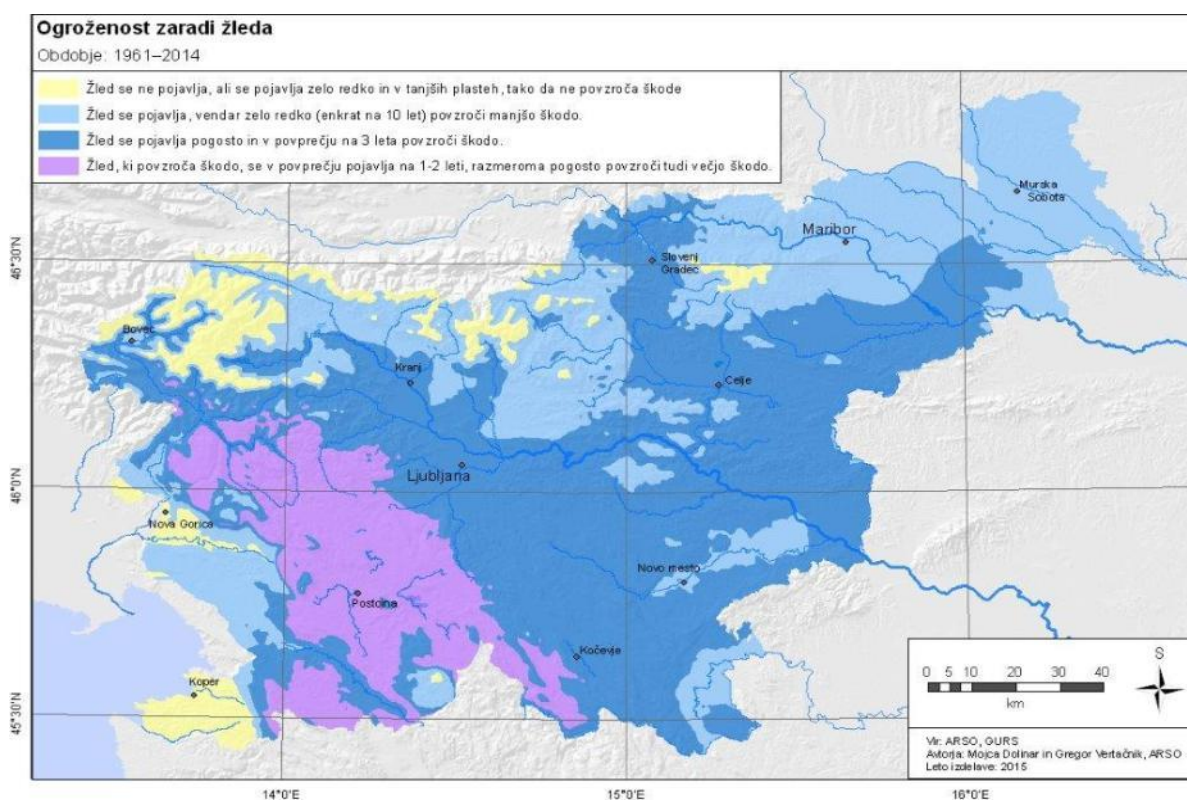 Ogroženost zaradi žleda
Obdobje: 1961–2014
Žled se ne pojavlja, ali se pojavlja zelo redko in v tanjših plasteh, tako da ne povzroča škode
Žled se pojavlja, vendar zelo redko (enkrat na 10 let) povzroči manjšo škodo.
Žled se pojavlja pogosto in v povprečju na 3 leta povzroči škodo.
Žled, ki povzroča škodo, se v povprečju pojavlja na 1-2 leti, razmeroma pogosto povzroči tudi večjo škodo.
Murska
Sobota
Maribor
46°30'N
Slovenj
Gradec
Bovec
Kranj
Celje
Ljubljana
46°0'N
Nova Gorica
Novo mesto
Postojna
Kočevje
Koper
45°30'N
0 5 10 20 30 40
km
S
Vir: ARSO, GURS
Avtorja: Mojca Dolinar in Gregor Vertačnik, ARSO
Leto izdelave: 2015
14°0'E
15°0'E
16°0'E